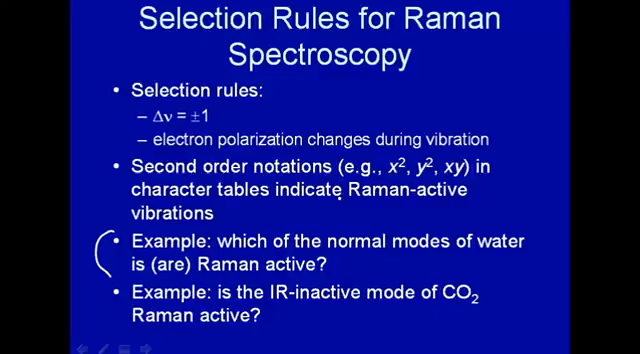 Selection Rules for Raman
Spectroscopy
• Selection rules:
– Δν = ±1
– electron polarization changes during vibration
• Second order notations (e.g., x², y², xy) in
character tables indicate Raman-active
vibrations
• Example: which of the normal modes of water
is (are) Raman active?
• Example: is the IR-inactive mode of CO₂
Raman active?